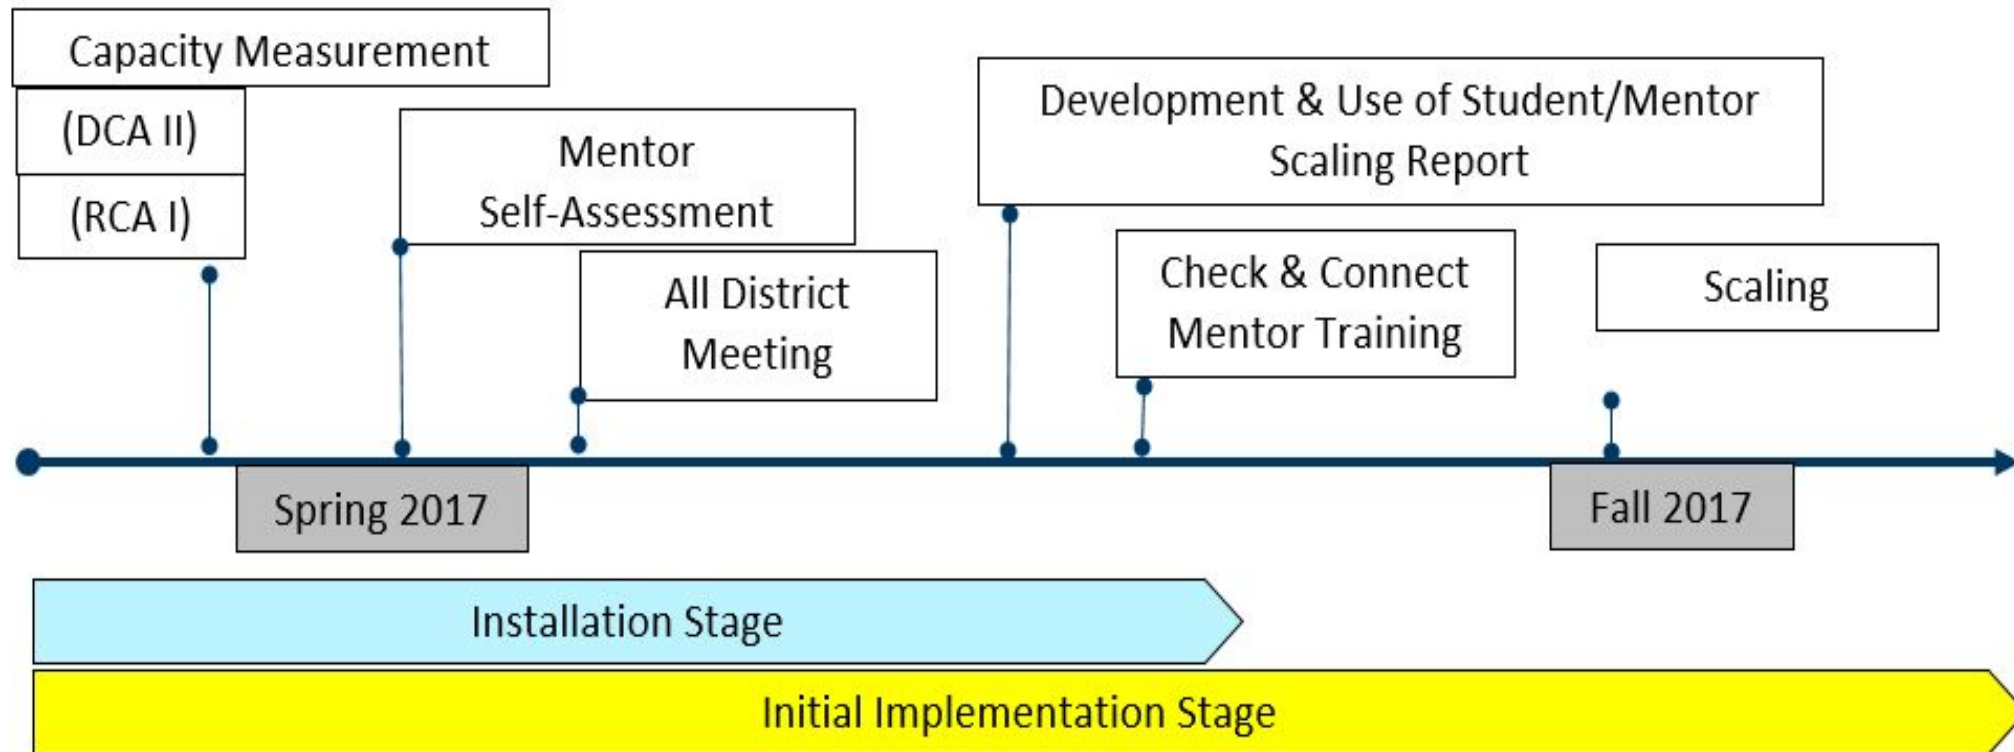 Capacity Measurement
(DCA II)
(RCA I)
Mentor
Self-Assessment
All District
Meeting
Development & Use of Student/Mentor
Scaling Report
Check & Connect
Mentor Training
Scaling
Spring 2017
Fall 2017
Installation Stage
Initial Implementation Stage